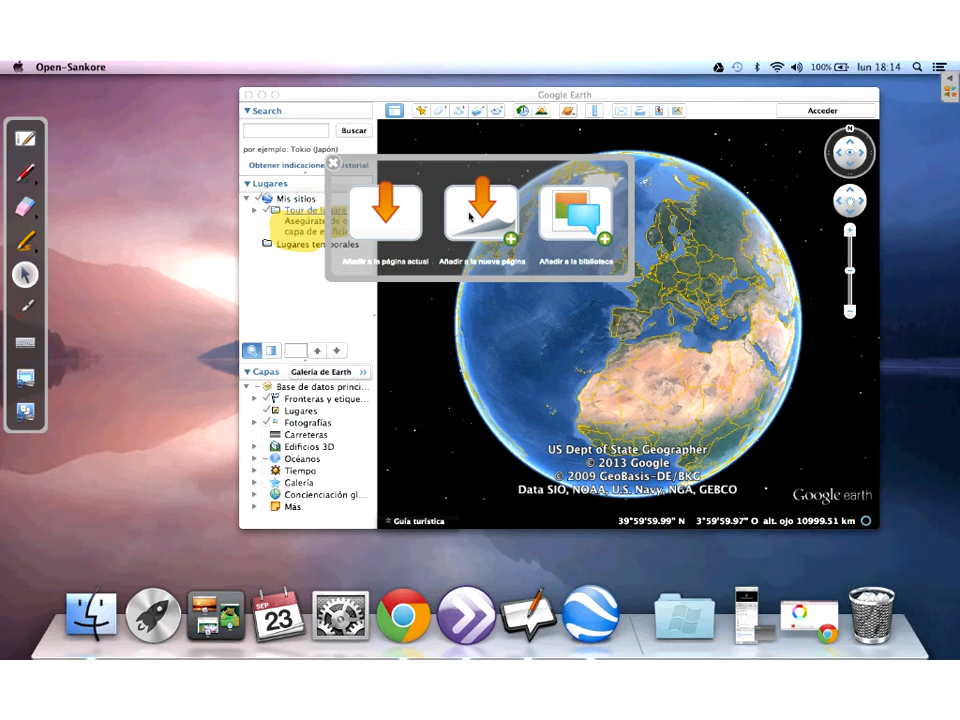 Open-Sankore
100%
lun 18:14
Google Earth
Search
Buscar
por ejemplo: Tokio (Japón)
Obtener indicacione
istorial
Acceder
N
Lugares
Mis sitios
Tour de
Asegúrate de
capa de
Lugares temporales
Añadir a la página actual
Añadir a la nueva página
Añadir a la biblioteca
Capas
Galería de Earth >>
Base de datos princi...
Fronteras y etique...
Lugares
Fotografías
Carreteras
Edificios 3D
Océanos
Tiempo
Galería
Concienciación gl...
Más
US Dept of State Geographer
© 2013 Google
© 2009 GeoBasis-DE/BKG
Data SIO, NOAA, U.S. Navy, NGA, GEBCO
Google earth
Guía turística
39°59'59.99" N 3°59'59.97" O alt. ojo 10999.51 km
SEP
23